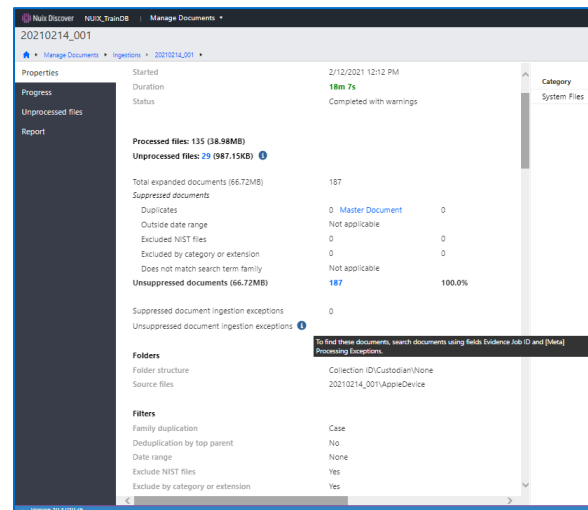 Nuix Discover NUIX_TrainDB Manage Documents
20210214_001
Manage Documents Ingestions 20210214_001
Properties
Progress
Unprocessed files
Report
Started 2/12/2021 12:12 PM
Duration 18m 7s
Status Completed with warnings
Processed files: 135 (38.98MB)
Unprocessed files: 29 (987.15KB)
Total expanded documents (66.72MB) 187
Suppressed documents
Duplicates 0 Master Document 0
Outside date range Not applicable
Excluded NIST files 0 0
Excluded by category or extension 0 0
Does not match search term family Not applicable
Unsuppressed documents (66.72MB) 187 100.0%
Suppressed document ingestion exceptions 0
Unsuppressed document ingestion exceptions
To find these documents, search documents using fields Evidence Job ID and [Meta]
Processing Exceptions.
Folders
Folder structure Collection ID\Custodian\None
Source files 20210214_001\AppleDevice
Filters
Family duplication Case
Deduplication by top parent No
Date range None
Exclude NIST files Yes
Exclude by category or extension Yes
Category
System Files